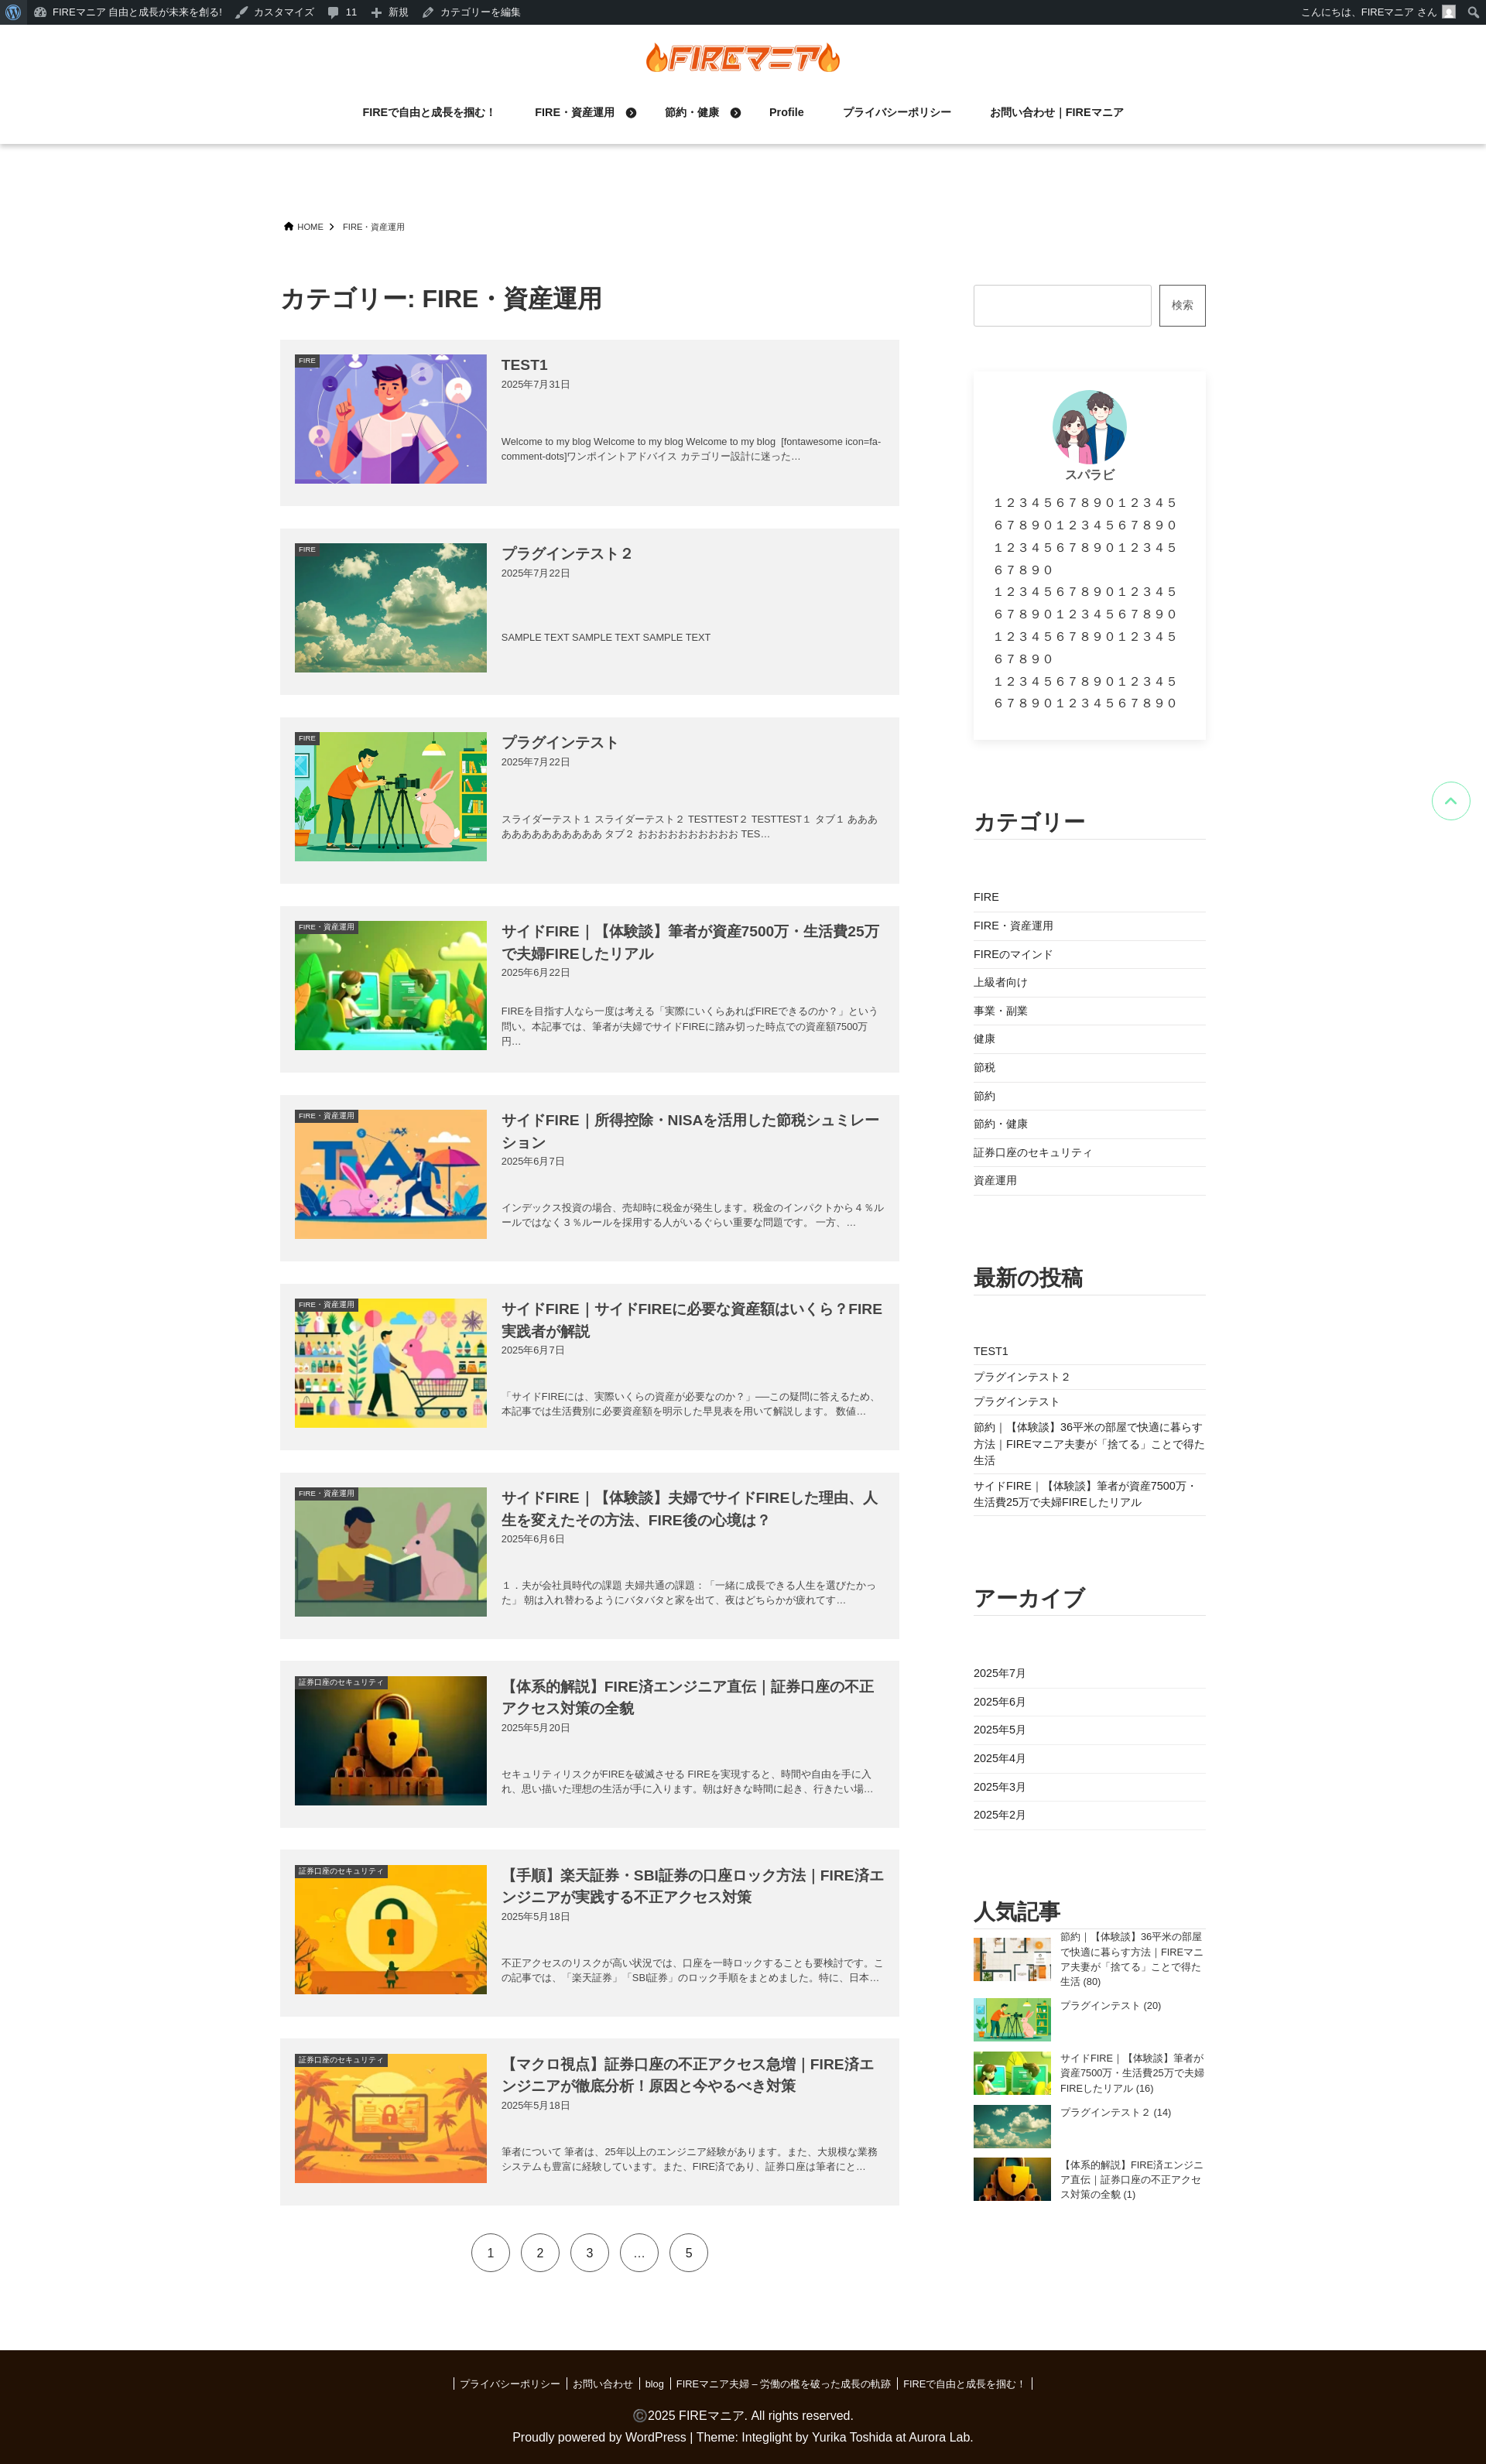 FIREマニア 自由と成長が未来を創る! カスタマイズ 11 新規 カテゴリーを編集 こんにちは、FIREマニア さん
FIREマニア
FIREで自由と成長を掴む！ FIRE・資産運用 節約・健康 Profile プライバシーポリシー お問い合わせ | FIREマニア
HOME FIRE・資産運用
カテゴリー: FIRE・資産運用
FIRE
TEST1
2025年7月31日
Welcome to my blog Welcome to my blog Welcome to my blog [fontawesome icon=fa-
comment-dots]ワンポイントアドバイス カテゴリー設計に迷った…
FIRE
プラグインテスト２
2025年7月22日
SAMPLE TEXT SAMPLE TEXT SAMPLE TEXT
FIRE
プラグインテスト
2025年7月22日
スライダーテスト１ スライダーテスト２ TESTTEST２ TESTTEST１ タブ１ あああ
ああああああああああ タブ２ おおおおおおおおおお TES…
FIRE・資産運用
サイドFIRE｜【体験談】筆者が資産7500万・生活費25万
で夫婦FIREしたリアル
2025年6月22日
FIREを目指す人なら一度は考える「実際にいくらあればFIREできるのか？」という
問い。本記事では、筆者が夫婦でサイドFIREに踏み切った時点での資産額7500万
円…
FIRE・資産運用
サイドFIRE｜所得控除・NISAを活用した節税シュミレー
ション
2025年6月7日
インデックス投資の場合、売却時に税金が発生します。税金のインパクトから４％ル
ールではなく３％ルールを採用する人がいるぐらい重要な問題です。 一方、…
FIRE・資産運用
サイドFIRE｜サイドFIREに必要な資産額はいくら？FIRE
実践者が解説
2025年6月7日
「サイドFIREには、実際いくらの資産が必要なのか？」──この疑問に答えるため、
本記事では生活費別に必要資産額を明示した早見表を用いて解説します。 数値…
FIRE・資産運用
サイドFIRE｜【体験談】夫婦でサイドFIREした理由、人
生を変えたその方法、FIRE後の心境は？
2025年6月6日
１．夫が会社員時代の課題 夫婦共通の課題：「一緒に成長できる人生を選びたかっ
た」 朝は入れ替わるようにバタバタと家を出て、夜はどちらかが疲れてす…
証券口座のセキュリティ
【体系的解説】FIRE済エンジニア直伝｜証券口座の不正
アクセス対策の全貌
2025年5月20日
セキュリティリスクがFIREを破滅させる FIREを実現すると、時間や自由を手に入
れ、思い描いた理想の生活が手に入ります。朝は好きな時間に起き、行きたい場…
証券口座のセキュリティ
【手順】楽天証券・SBI証券の口座ロック方法｜FIRE済エ
ンジニアが実践する不正アクセス対策
2025年5月18日
不正アクセスのリスクが高い状況では、口座を一時ロックすることも要検討です。こ
の記事では、「楽天証券」「SBI証券」のロック手順をまとめました。特に、日本…
証券口座のセキュリティ
【マクロ視点】証券口座の不正アクセス急増｜FIRE済エ
ンジニアが徹底分析！原因と今やるべき対策
2025年5月18日
筆者について 筆者は、25年以上のエンジニア経験があります。また、大規模な業務
システムも豊富に経験しています。また、FIRE済であり、証券口座は筆者にと…
1 2 3 … 5
検索
スパラビ
１２３４５６７８９０１２３４５
６７８９０１２３４５６７８９０
１２３４５６７８９０１２３４５
６７８９０
１２３４５６７８９０１２３４５
６７８９０１２３４５６７８９０
１２３４５６７８９０１２３４５
６７８９０
１２３４５６７８９０１２３４５
６７８９０１２３４５６７８９０
カテゴリー
FIRE
FIRE・資産運用
FIREのマインド
上級者向け
事業・副業
健康
節税
節約
節約・健康
証券口座のセキュリティ
資産運用
最新の投稿
TEST1
プラグインテスト２
プラグインテスト
節約｜【体験談】36平米の部屋で快適に暮らす
方法｜FIREマニア夫妻が「捨てる」ことで得た
生活
サイドFIRE｜【体験談】筆者が資産7500万・
生活費25万で夫婦FIREしたリアル
アーカイブ
2025年7月
2025年6月
2025年5月
2025年4月
2025年3月
2025年2月
人気記事
節約｜【体験談】36平米の部屋
で快適に暮らす方法｜FIREマニ
ア夫妻が「捨てる」ことで得た
生活 (80)
プラグインテスト (20)
サイドFIRE｜【体験談】筆者が
資産7500万・生活費25万で夫婦
FIREしたリアル (16)
プラグインテスト２ (14)
【体系的解説】FIRE済エンジニ
ア直伝｜証券口座の不正アクセ
ス対策の全貌 (1)
プライバシーポリシー お問い合わせ blog FIREマニア夫婦 – 労働の檻を破った成長の軌跡 FIREで自由と成長を掴む！
©2025 FIREマニア. All rights reserved.
Proudly powered by WordPress | Theme: Integlight by Yurika Toshida at Aurora Lab.